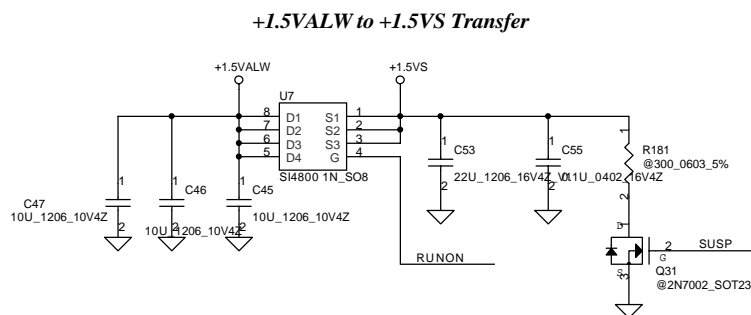 +1.5VALW to +1.5VS Transfer
+1.5VALW
+1.5VS
U7
8 D1 S1 1
7 D2 S2 2
6 D3 S3 3
5 D4 G 4
SI4800 1N_SO8
1
C47
10U_1206_10V4Z
2
1
C46
10U_1206_10V4Z
2
1
C45
10U_1206_10V4Z
2
1
C53
22U_1206_16V4Z_V1
2
1
C55
0.1U_0402_16V4Z
2
1
R181
@300_0603_5%
2
RUNON
D
1
2
G
SUSP
S
3
Q31
@2N7002_SOT23